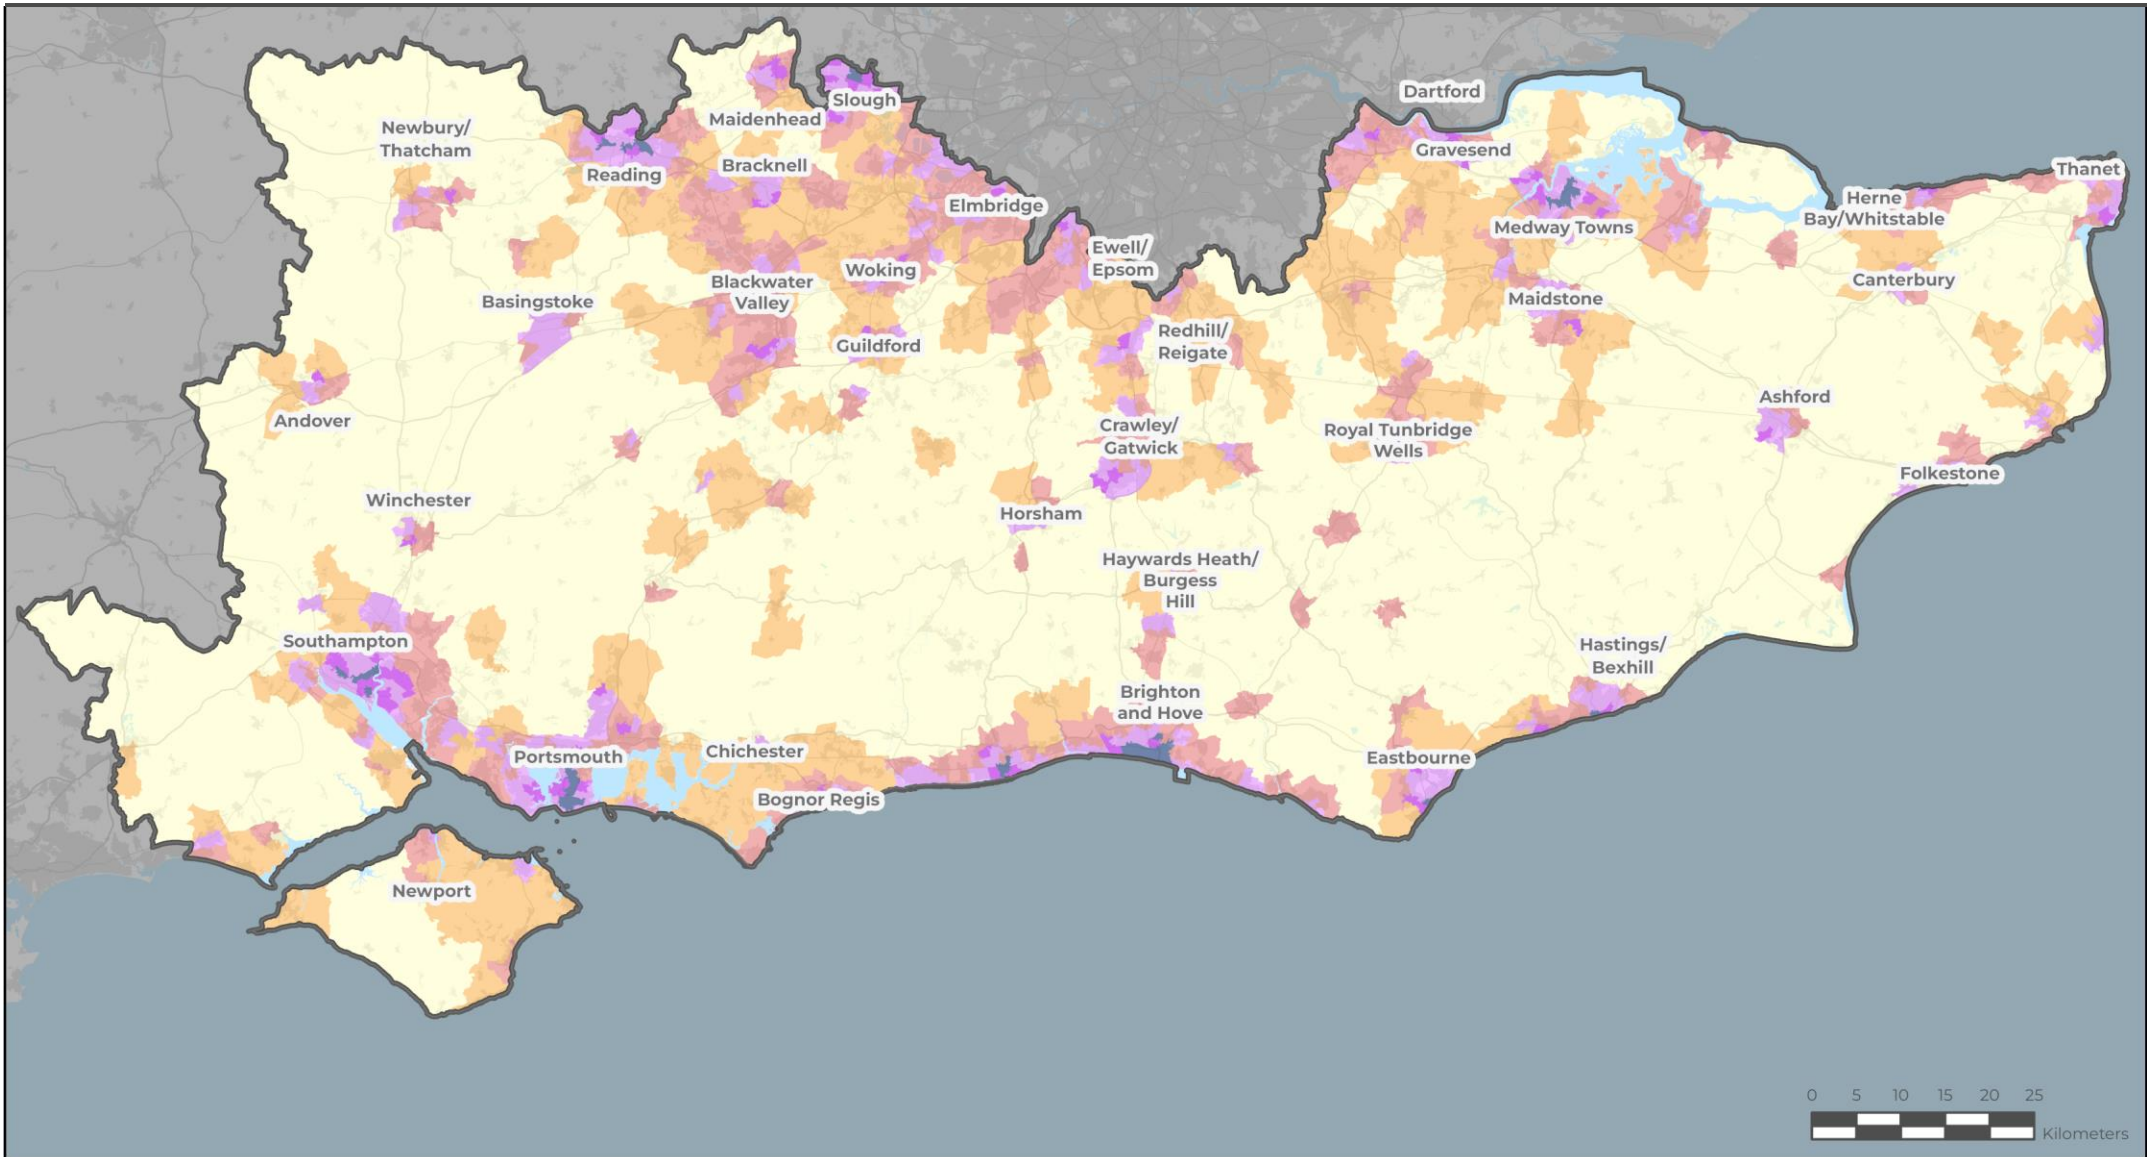 Dartford
Slough
Maidenhead
Newbury/
Thatcham
Gravesend
Bracknell
Reading
Thanet
Elmbridge
Herne
Bay/Whitstable
Medway Towns
Ewell/
Epsom
Woking
Blackwater
Valley
Canterbury
Basingstoke
Maidstone
Redhill/
Reigate
Guildford
Ashford
Andover
Crawley/
Gatwick
Royal Tunbridge
Wells
Folkestone
Winchester
Horsham
Haywards Heath/
Burgess
Hill
Southampton
Hastings/
Bexhill
Brighton
and Hove
Portsmouth
Chichester
Eastbourne
Bognor Regis
Newport
0 5 10 15 20 25
Kilometers